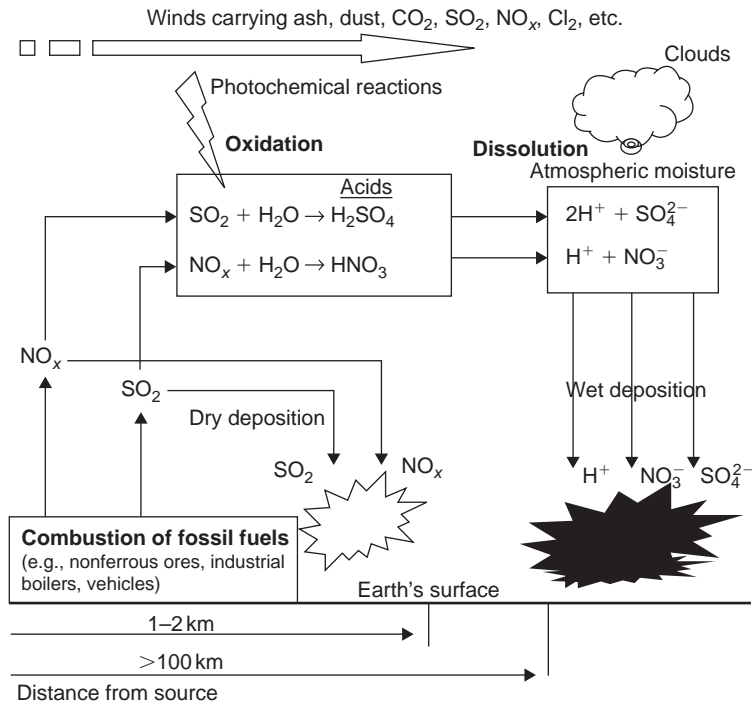 Winds carrying ash, dust, CO₂, SO₂, NOₓ, Cl₂, etc.
Clouds
Photochemical reactions
Oxidation
Dissolution
Atmospheric moisture
Acids
SO₂ + H₂O → H₂SO₄
2H⁺ + SO₄²⁻
NOₓ + H₂O → HNO₃
H⁺ + NO₃⁻
NOₓ
SO₂
Wet deposition
Dry deposition
SO₂
NOₓ
H⁺
NO₃⁻
SO₄²⁻
Combustion of fossil fuels
(e.g., nonferrous ores, industrial
boilers, vehicles)
Earth's surface
1–2 km
>100 km
Distance from source